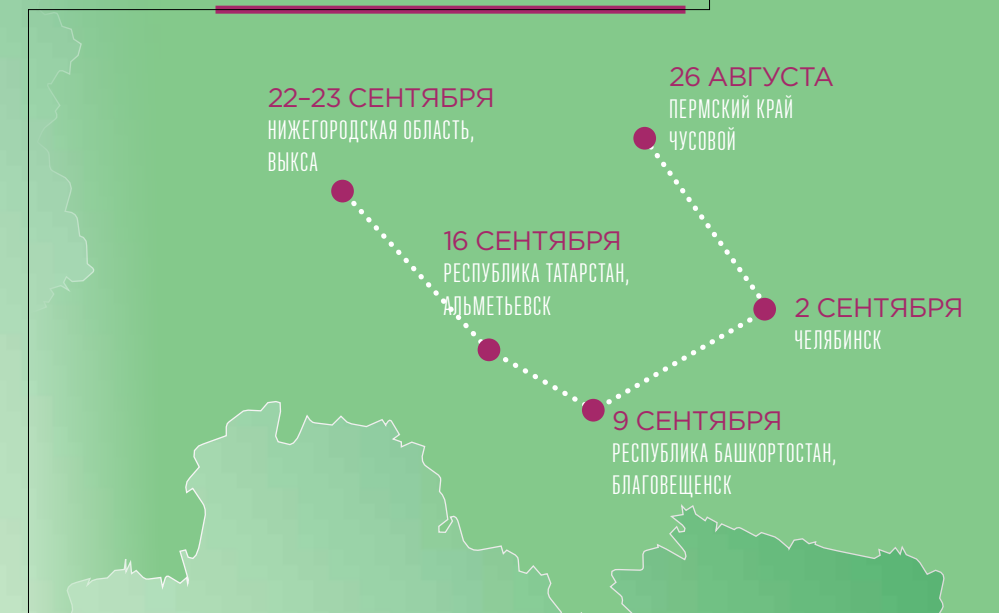 26 АВГУСТА
ПЕРМСКИЙ КРАЙ
ЧУСОВОЙ
22–23 СЕНТЯБРЯ
НИЖЕГОРОДСКАЯ ОБЛАСТЬ,
ВЫКСА
16 СЕНТЯБРЯ
РЕСПУБЛИКА ТАТАРСТАН,
АЛЬМЕТЬЕВСК
2 СЕНТЯБРЯ
ЧЕЛЯБИНСК
9 СЕНТЯБРЯ
РЕСПУБЛИКА БАШКОРТОСТАН,
БЛАГОВЕЩЕНСК